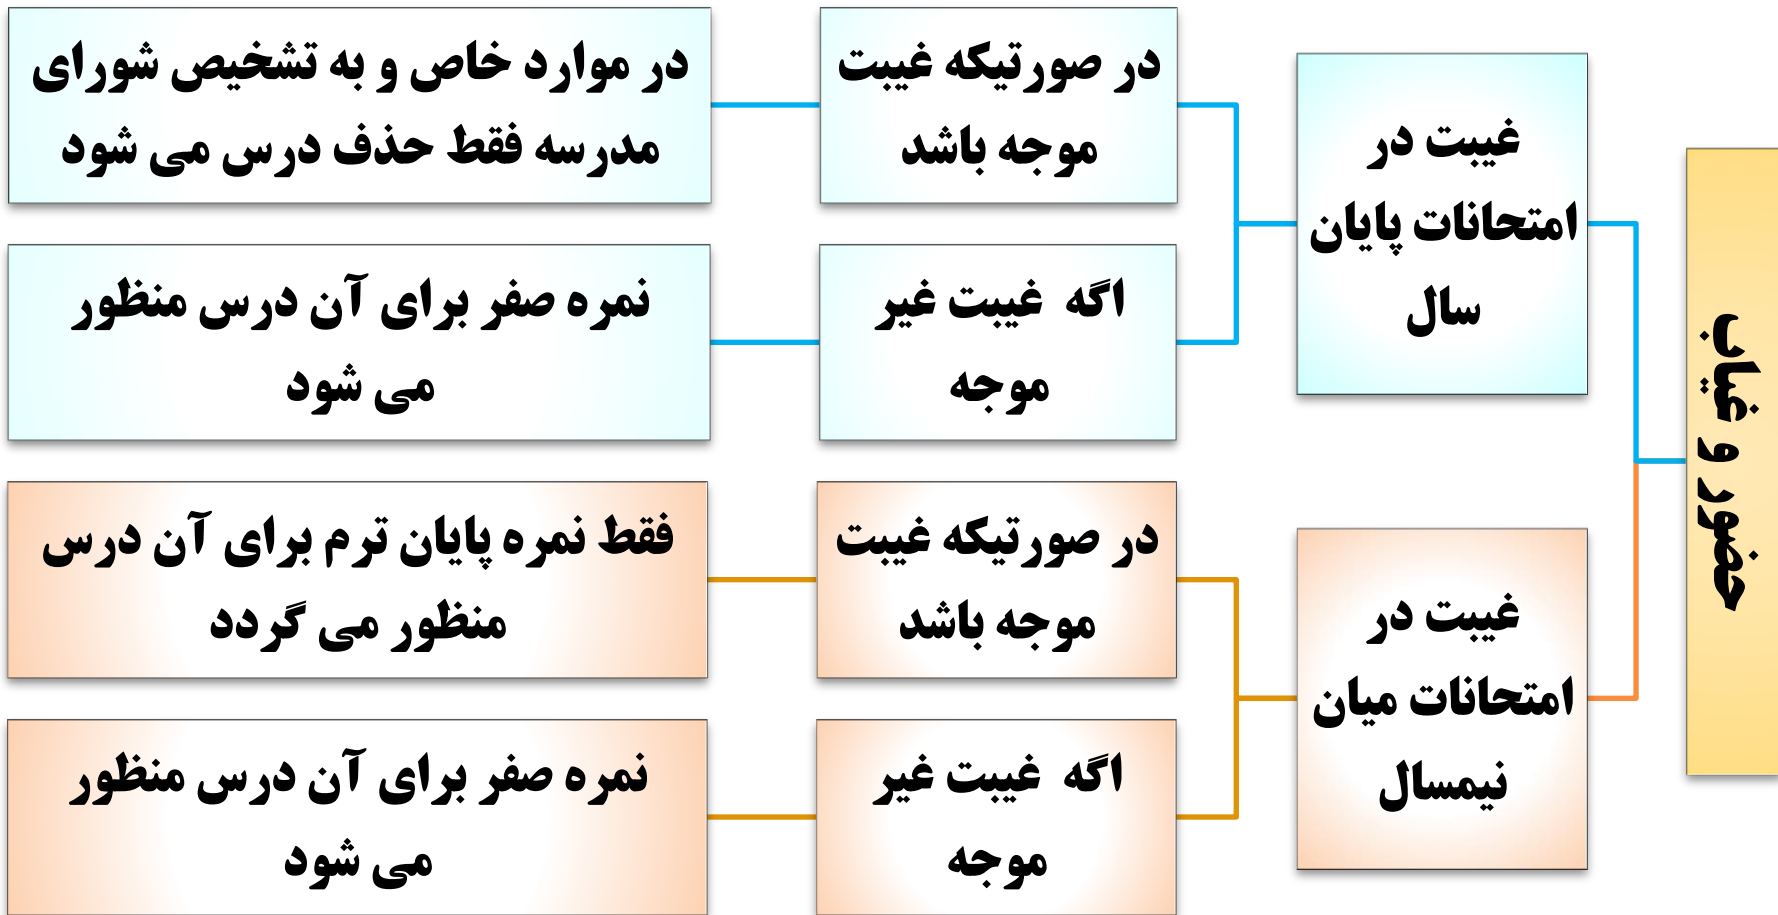 حضور و غیاب
غیبت در
امتحانات پایان
سال
در صورتیکه غیبت
موجه باشد
در موارد خاص و به تشخیص شورای
مدرسه فقط حذف درس می شود
اگه غیبت غیر
موجه
نمره صفر برای آن درس منظور
می شود
غیبت در
امتحانات میان
نیمسال
در صورتیکه غیبت
موجه باشد
فقط نمره پایان ترم برای آن درس
منظور می گردد
اگه غیبت غیر
موجه
نمره صفر برای آن درس منظور
می شود